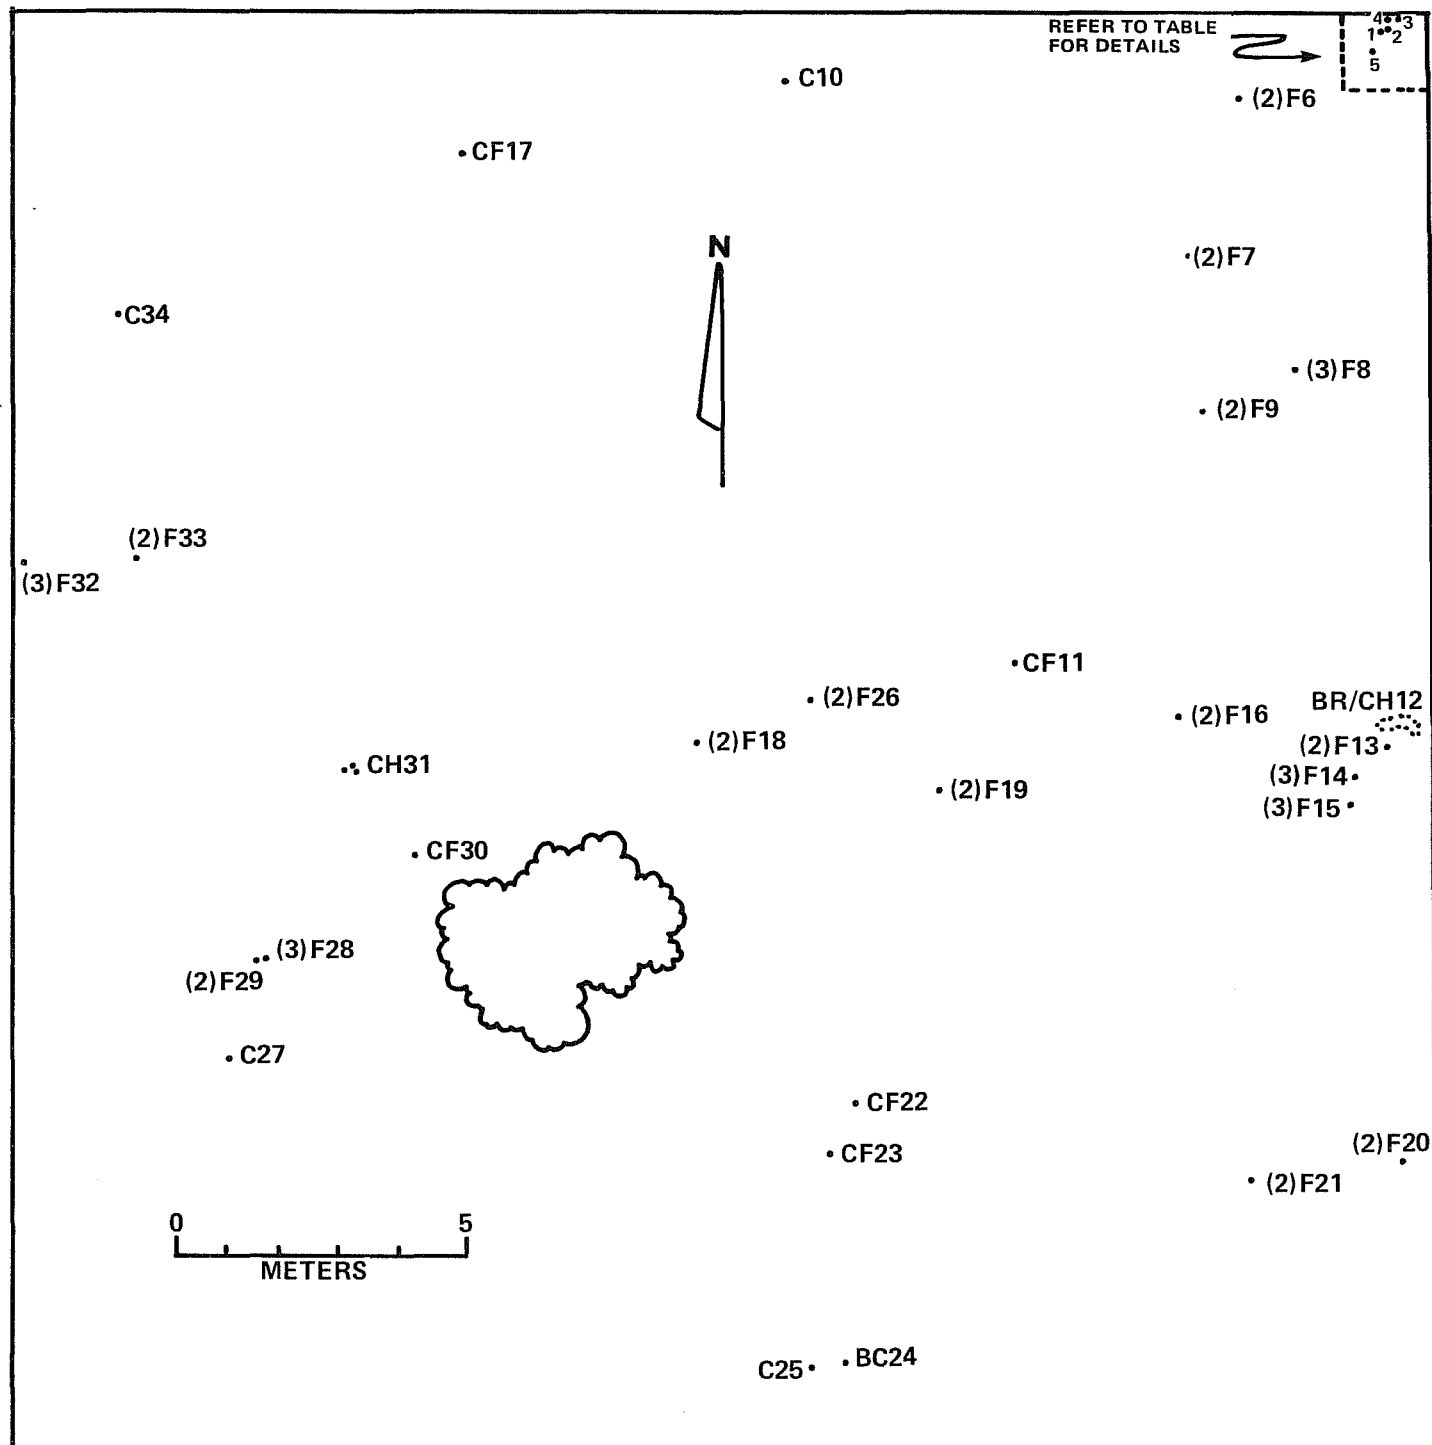 REFER TO TABLE
FOR DETAILS
4 3
1 2
5
C10
(2)F6
CF17
N
(2)F7
C34
(3)F8
(2)F9
(2)F33
(3)F32
CF11
(2)F26
BR/CH12
(2)F16
(2)F18
(2)F13
CH31
(3)F14
(2)F19
(3)F15
CF30
(3)F28
(2)F29
C27
CF22
(2)F20
CF23
(2)F21
0 5
METERS
BC24
C25